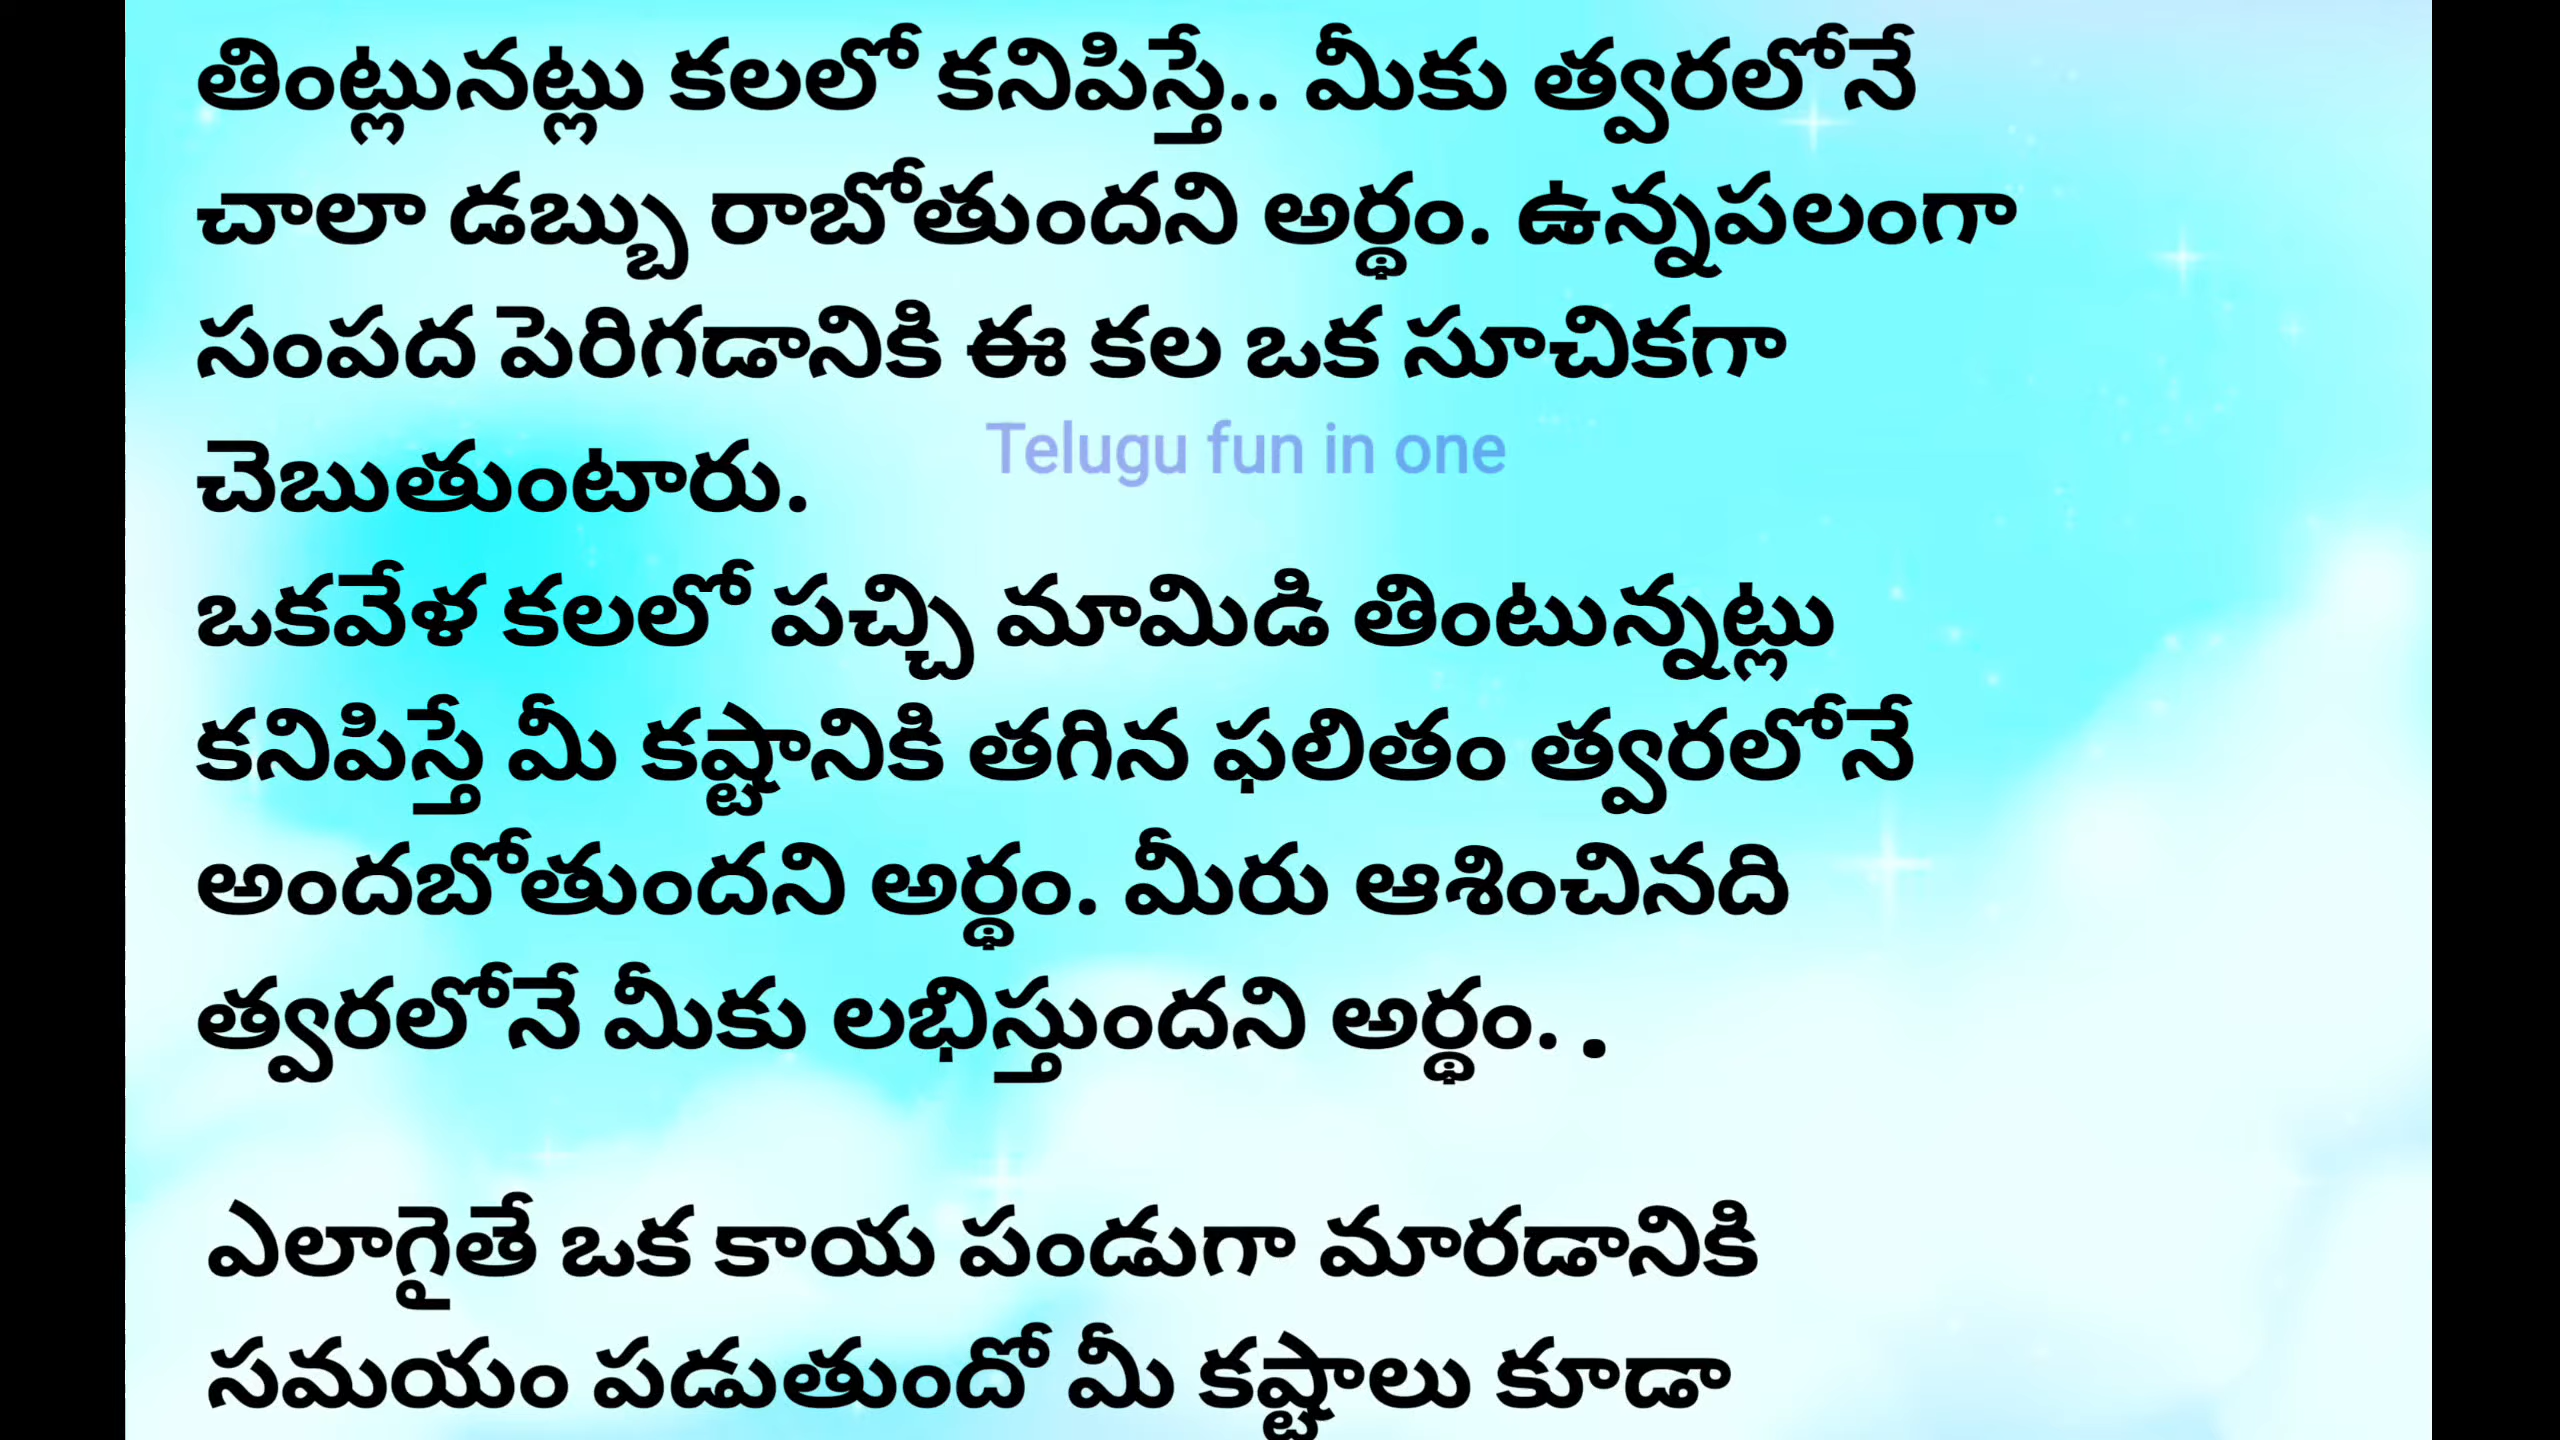 తింట్లునట్లు కలలో కనిపిస్తే.. మీకు త్వరలోనే
చాలా డబ్బు రాబోతుందని అర్థం. ఉన్నపలంగా
సంపద పెరిగడానికి ఈ కల ఒక సూచికగా
చెబుతుంటారు.
Telugu fun in one
ఒకవేళ కలలో పచ్చి మామిడి తింటున్నట్లు
కనిపిస్తే మీ కష్టానికి తగిన ఫలితం త్వరలోనే
అందబోతుందని అర్థం. మీరు ఆశించినది
త్వరలోనే మీకు లభిస్తుందని అర్థం. .
ఎలాగైతే ఒక కాయ పండుగా మారడానికి
సమయం పడుతుందో మీ కష్టాలు కూడా